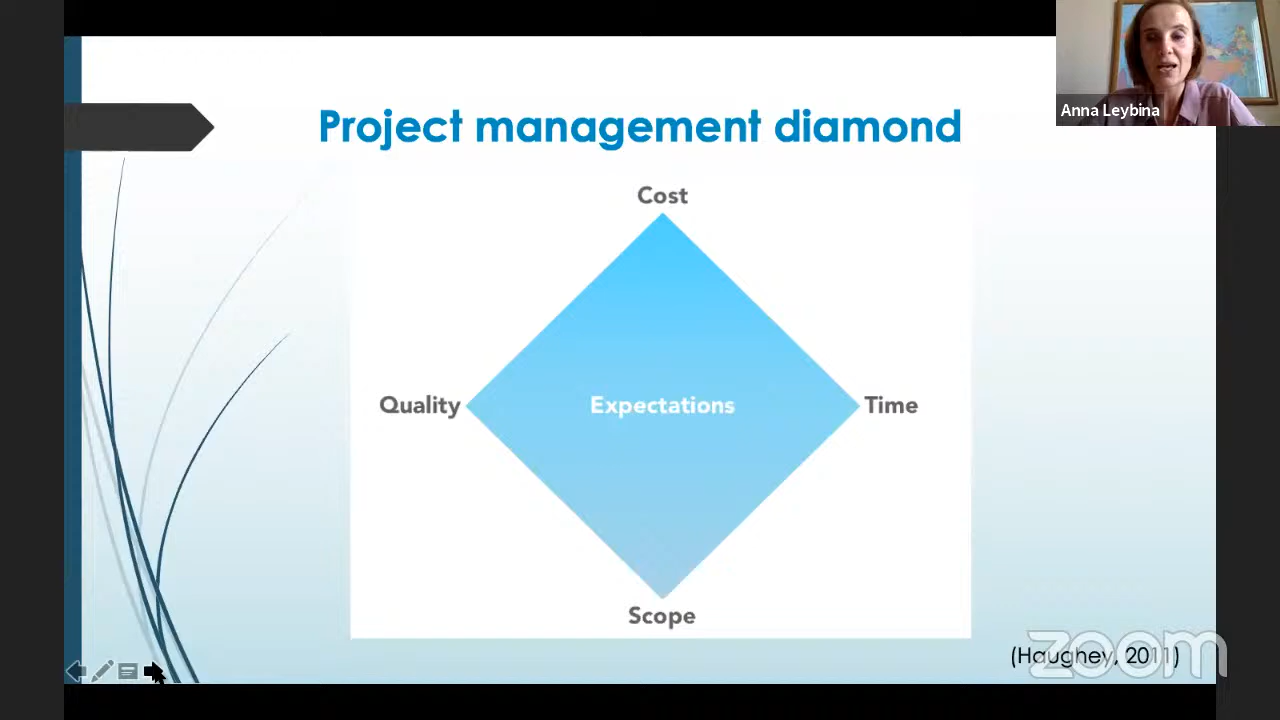 Anna Leybina
Project management diamond
Cost
Quality
Expectations
Time
Scope
(Haughey, 2011)
zoom